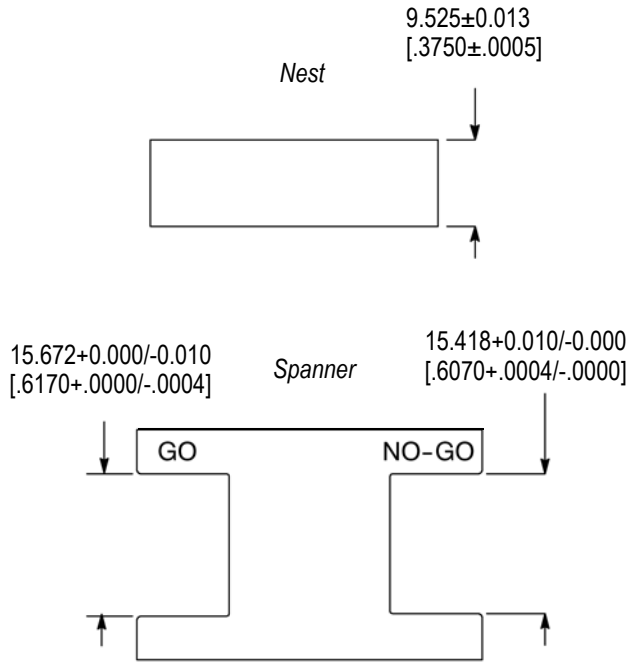 9.525±0.013
[.3750±.0005]
Nest
15.672+0.000/-0.010
[.6170+.0000/-.0004]
Spanner
15.418+0.010/-0.000
[.6070+.0004/-.0000]
GO
NO-GO